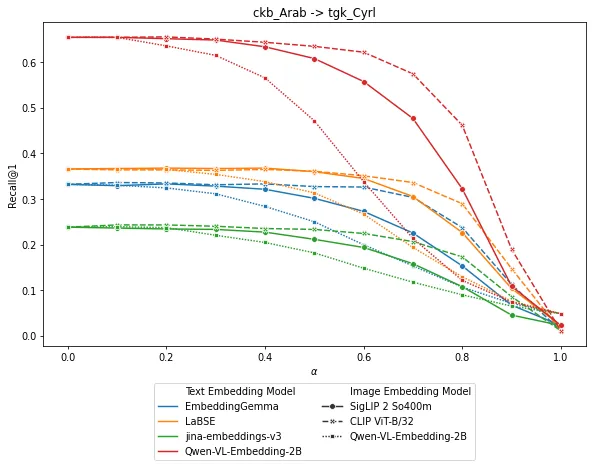 ckb_Arab -> tgk_Cyrl
Recall@1
0.6
0.5
0.4
0.3
0.2
0.1
0.0
0.0 0.2 0.4 0.6 0.8 1.0
α
Text Embedding Model Image Embedding Model
EmbeddingGemma SigLIP 2 So400m
LaBSE CLIP ViT-B/32
jina-embeddings-v3 Qwen-VL-Embedding-2B
Qwen-VL-Embedding-2B